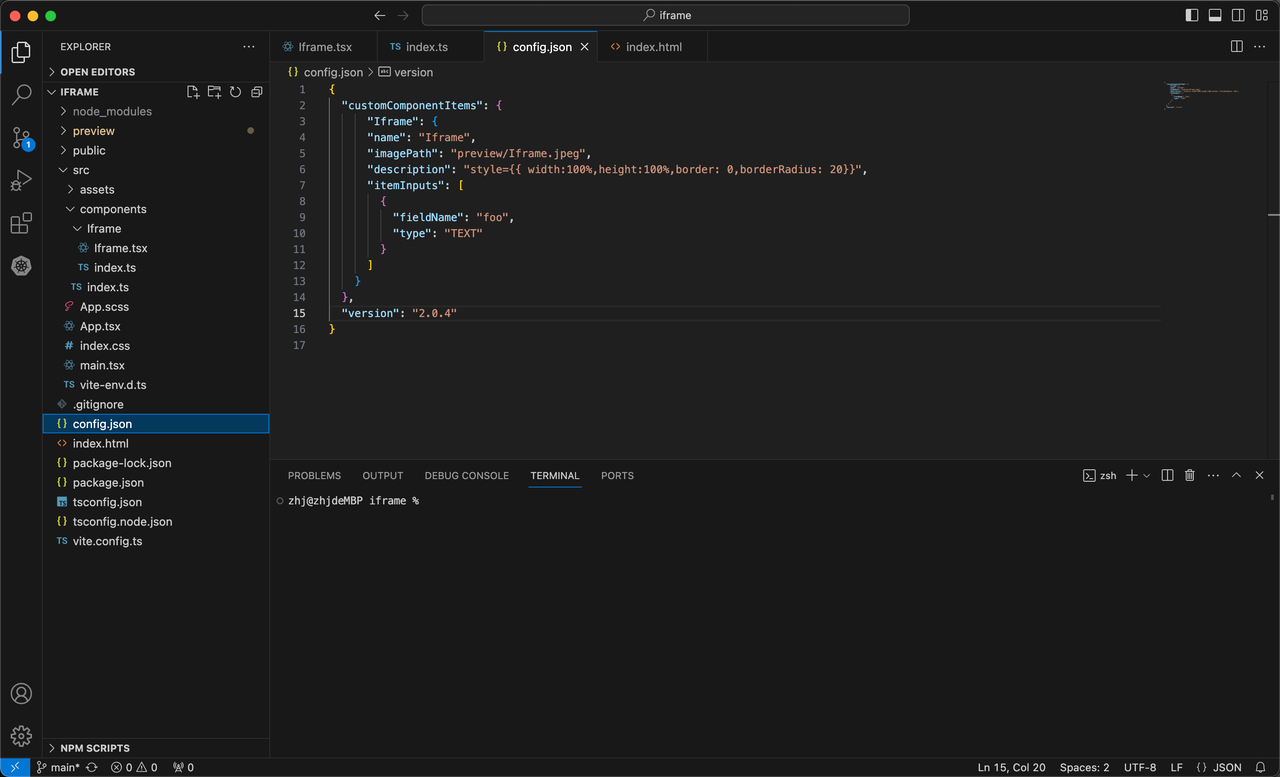 iframe
EXPLORER
Iframe.tsx
TS index.ts
{} config.json
<> index.html
OPEN EDITORS
{} config.json > abc version
IFRAME
node_modules
preview
public
src
assets
components
Iframe
Iframe.tsx
TS index.ts
TS index.ts
App.scss
App.tsx
# index.css
main.tsx
TS vite-env.d.ts
.gitignore
{} config.json
<> index.html
{} package-lock.json
{} package.json
TS tsconfig.json
{} tsconfig.node.json
TS vite.config.ts
1
1 {
2 "customComponentItems": {
3 "Iframe": {
4 "name": "Iframe",
5 "imagePath": "preview/Iframe.jpeg",
6 "description": "style={{ width:100%,height:100%,border: 0,borderRadius: 20}}",
7 "itemInputs": [
8 {
9 "fieldName": "foo",
10 "type": "TEXT"
11 }
12 ]
13 }
14 },
15 "version": "2.0.4"
16 }
17
PROBLEMS OUTPUT DEBUG CONSOLE TERMINAL PORTS
zsh
zhj@zhjdeMBP iframe %
NPM SCRIPTS
main* 0 0 0
Ln 15, Col 20 Spaces: 2 UTF-8 LF {} JSON